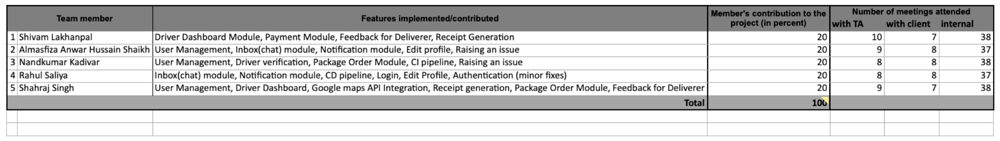 Team member Features implemented/contributed Member's contribution to the project (in percent) Number of meetings attended
with TA with client internal
1 Shivam Lakhanpal Driver Dashboard Module, Payment Module, Feedback for Deliverer, Receipt Generation 20 10 7 38
2 Almasfiza Anwar Hussain Shaikh User Management, Inbox(chat) module, Notification module, Edit profile, Raising an issue 20 9 8 37
3 Nandkumar Kadivar User Management, Driver verification, Package Order Module, CI pipeline, Raising an issue 20 8 8 38
4 Rahul Saliya Inbox(chat) module, Notification module, CD pipeline, Login, Edit Profile, Authentication (minor fixes) 20 8 8 37
5 Shahraj Singh User Management, Driver Dashboard, Google maps API Integration, Receipt generation, Package Order Module, Feedback for Deliverer 20 9 7 38
Total 100